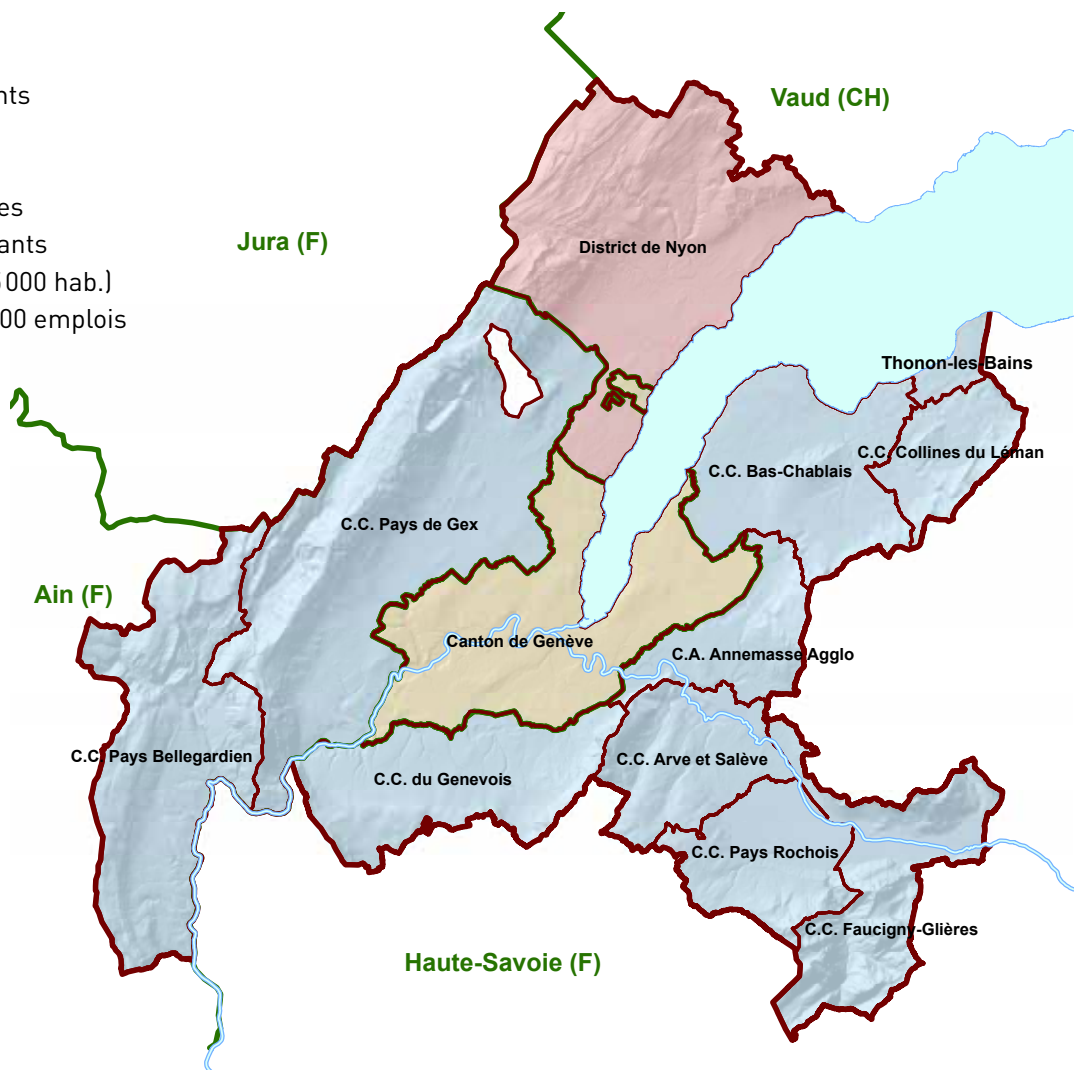 nts
es
ants
000 hab.)
00 emplois
Vaud (CH)
Jura (F)
District de Nyon
Thonon-les-Bains
C.C. Collines du Léman
C.C. Bas-Chablais
C.C. Pays de Gex
Ain (F)
Canton de Genève
C.A. Annemasse Agglo
C.C. Pays Bellegardien
C.C. Arve et Salève
C.C. du Genevois
C.C. Pays Rochois
C.C. Faucigny-Glières
Haute-Savoie (F)